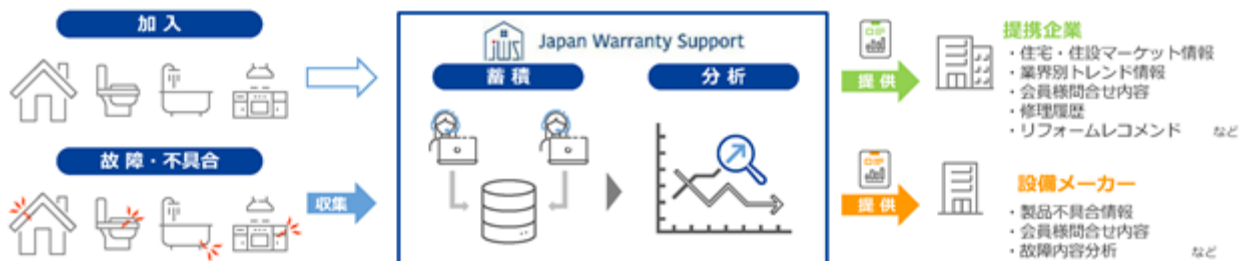 加入
故障・不具合
収集
jws Japan Warranty Support
蓄積
分析
提供
提携企業
・住宅・住設マーケット情報
・業界別トレンド情報
・会員様問合せ内容
・修理履歴
・リフォームレコメンド など
提供
設備メーカー
・製品不具合情報
・会員様問合せ内容
・故障内容分析 など